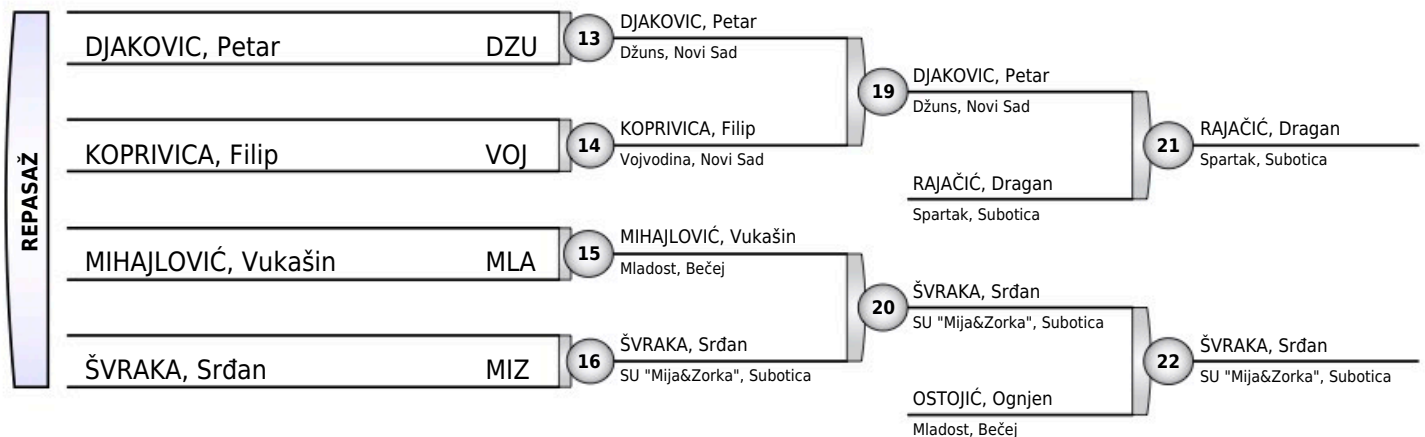 REPASAŽ
DJAKOVIC, Petar DZU
KOPRIVICA, Filip VOJ
MIHAJLOVIĆ, Vukašin MLA
ŠVRAKA, Srđan MIZ
13
DJAKOVIC, Petar
Džuns, Novi Sad
14
KOPRIVICA, Filip
Vojvodina, Novi Sad
15
MIHAJLOVIĆ, Vukašin
Mladost, Bečej
16
ŠVRAKA, Srđan
SU "Mija&Zorka", Subotica
19
DJAKOVIC, Petar
Džuns, Novi Sad
RAJAČIĆ, Dragan
Spartak, Subotica
20
ŠVRAKA, Srđan
SU "Mija&Zorka", Subotica
OSTOJIĆ, Ognjen
Mladost, Bečej
21
RAJAČIĆ, Dragan
Spartak, Subotica
22
ŠVRAKA, Srđan
SU "Mija&Zorka", Subotica